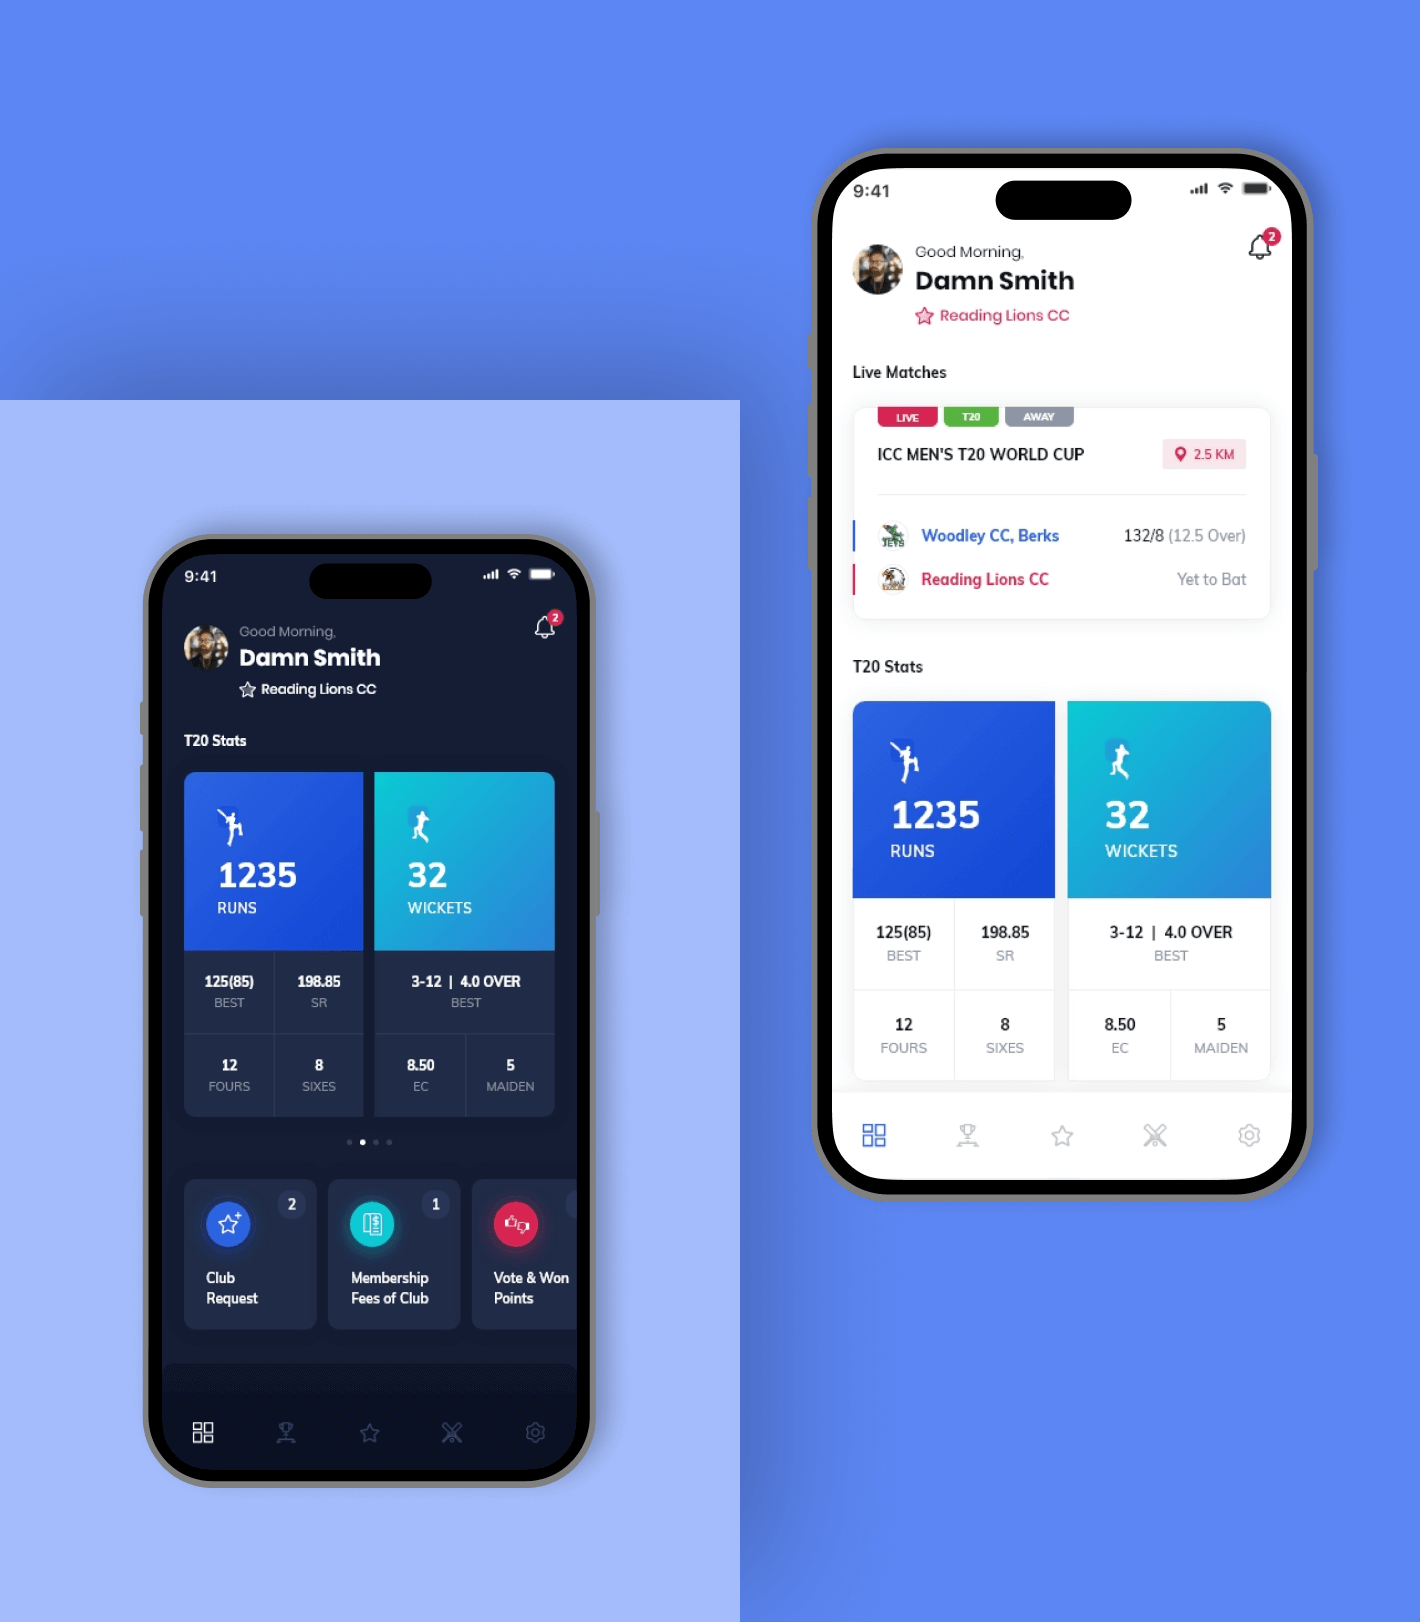 9:41
2
Good Morning,
Damn Smith
Reading Lions CC
Live Matches
LIVE
T20
AWAY
ICC MEN'S T20 WORLD CUP
2.5 KM
JETS
Woodley CC, Berks
132/8 (12.5 Over)
Reading Lions CC
Yet to Bat
T20 Stats
1235
RUNS
32
WICKETS
125(85)
BEST
198.85
SR
3-12 | 4.0 OVER
BEST
12
FOURS
8
SIXES
8.50
EC
5
MAIDEN
9:41
2
Good Morning,
Damn Smith
Reading Lions CC
T20 Stats
1235
RUNS
32
WICKETS
125(85)
BEST
198.85
SR
3-12 | 4.0 OVER
BEST
12
FOURS
8
SIXES
8.50
EC
5
MAIDEN
2
Club
Request
1
Membership
Fees of Club
Vote & Won
Points